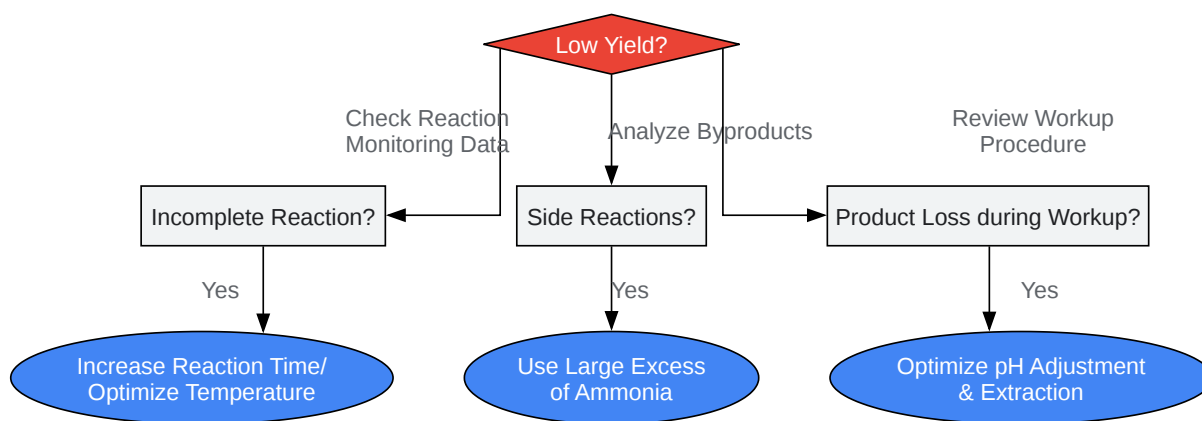 Low Yield?
Check Reaction
Monitoring Data
Analyze Byproducts
Review Workup
Procedure
Incomplete Reaction?
Side Reactions?
Product Loss during Workup?
Yes
Yes
Yes
Increase Reaction Time/
Optimize Temperature
Use Large Excess
of Ammonia
Optimize pH Adjustment
& Extraction